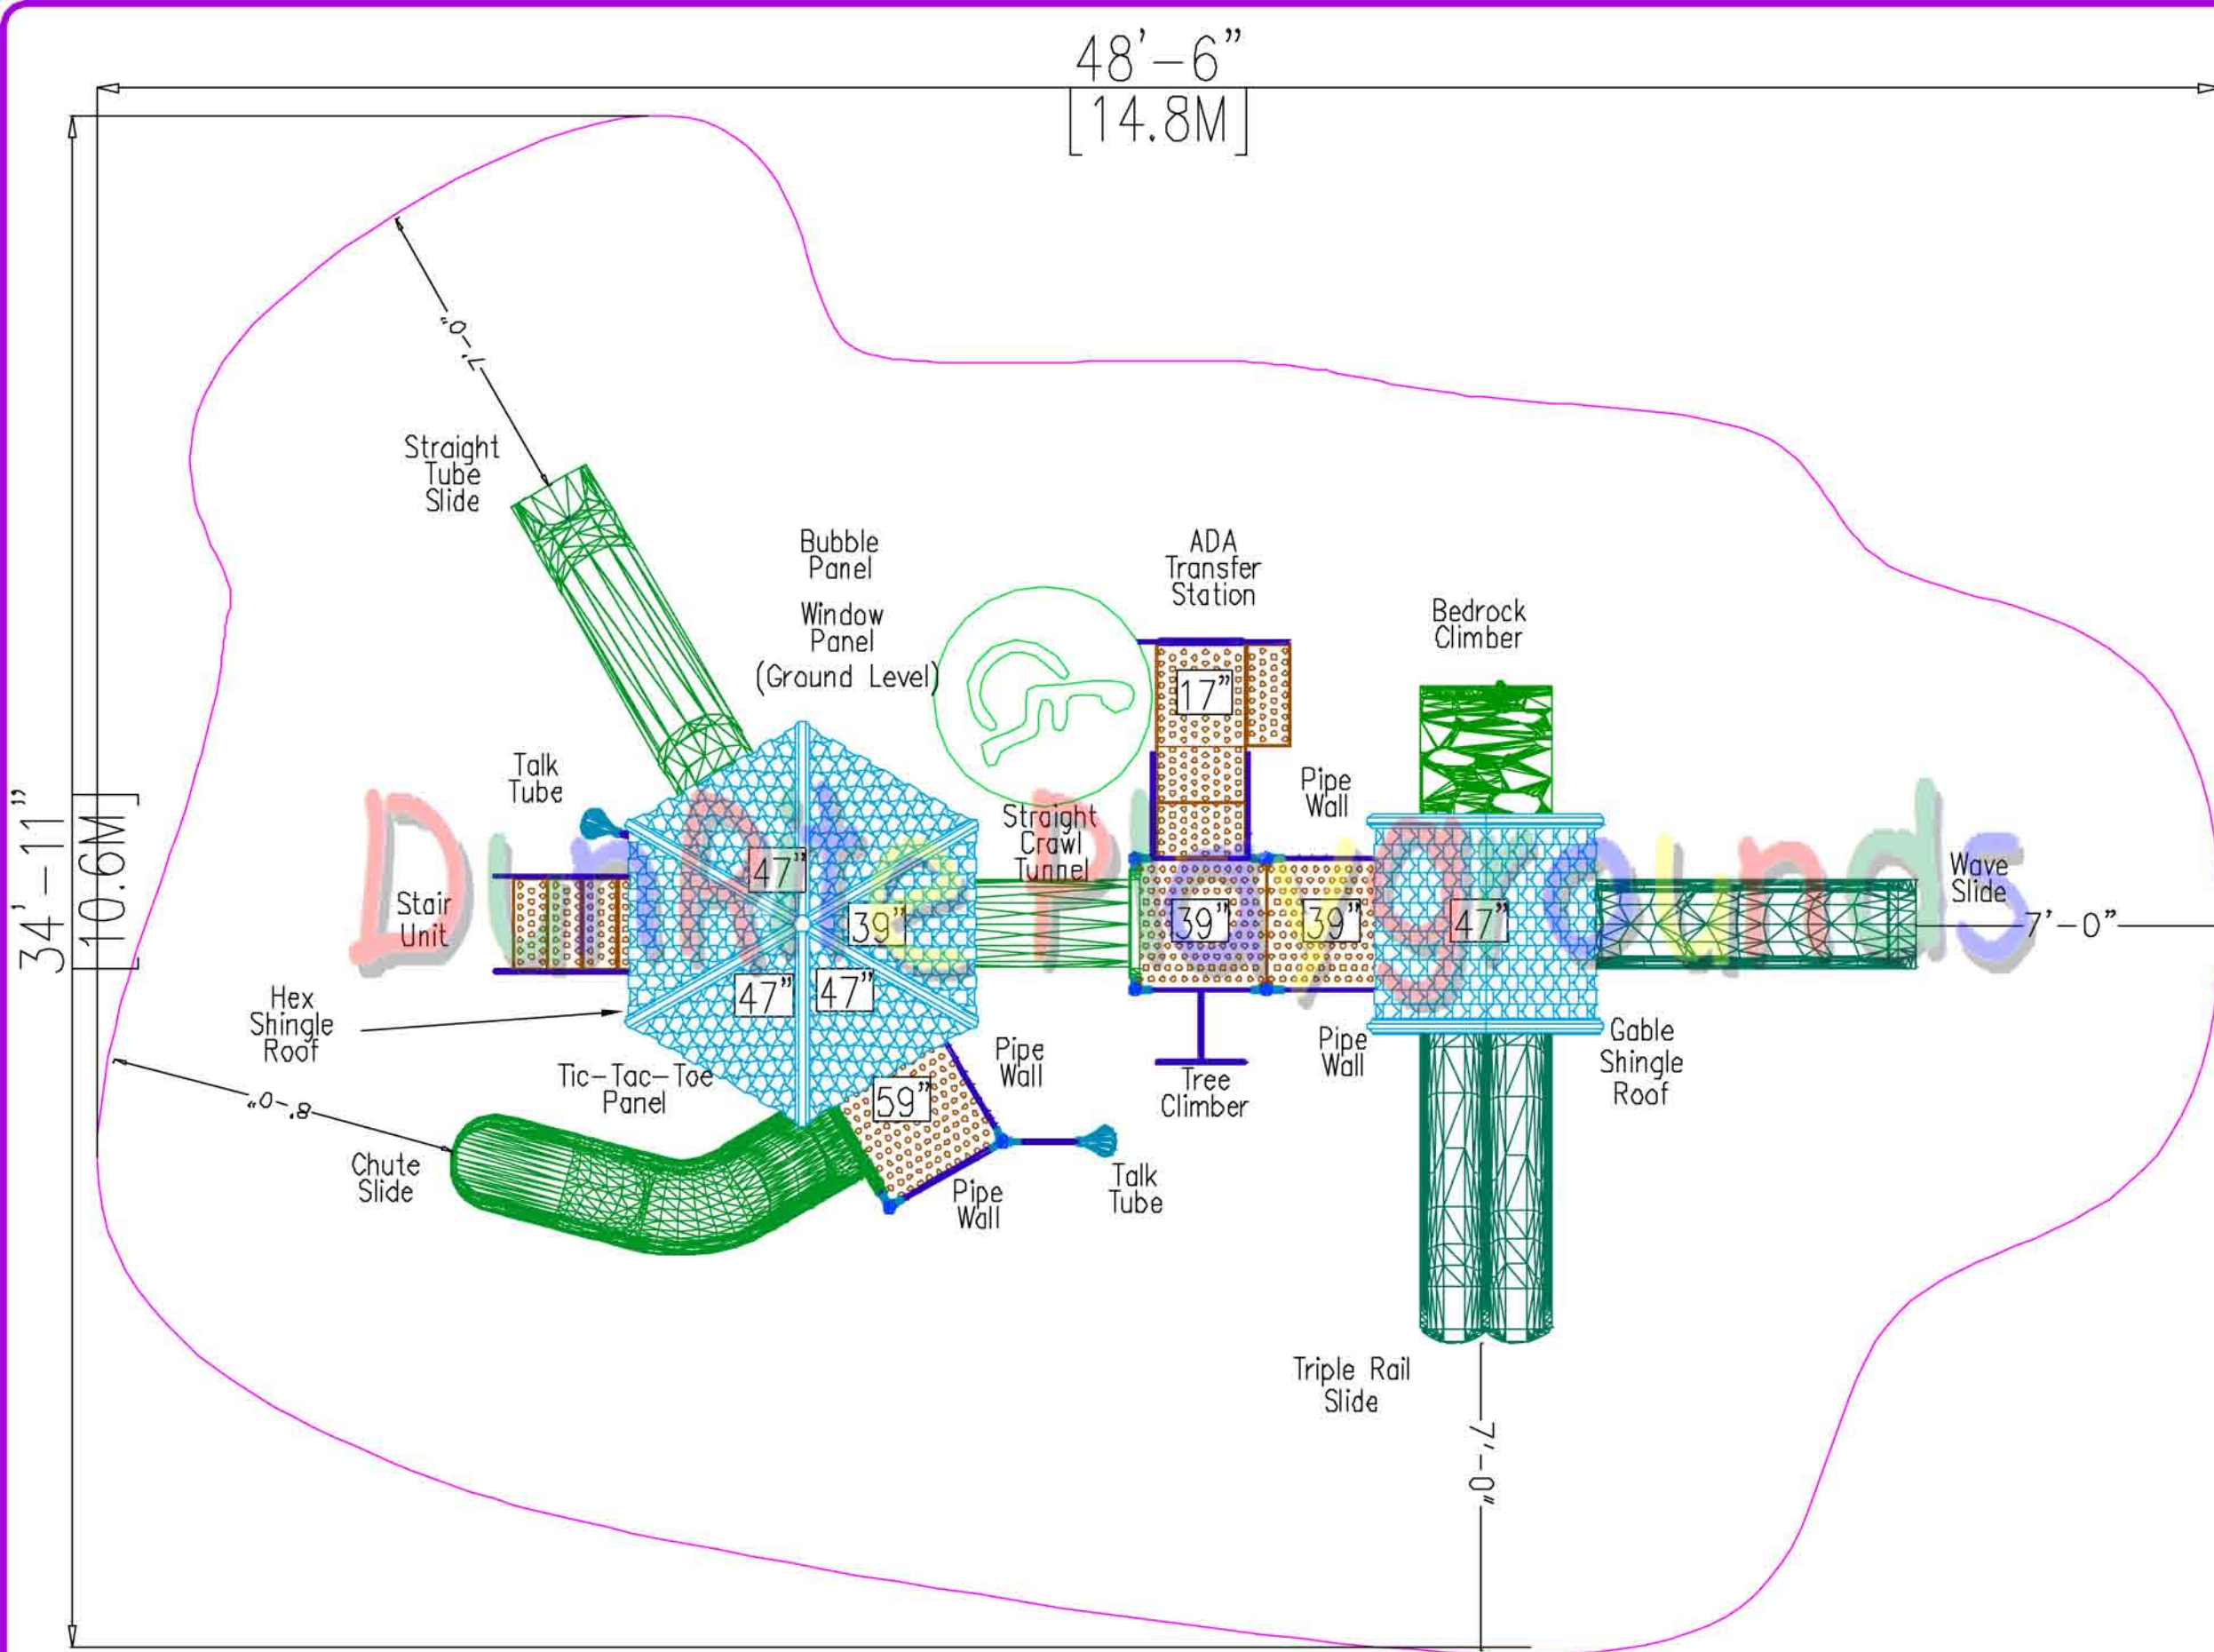 48'-6"
[14.8M]
34'-11"
[10.6M]
7'-0"
Straight
Tube
Slide
Bubble
Panel
Window
Panel
(Ground Level)
ADA
Transfer
Station
17"
Bedrock
Climber
Talk
Tube
Pipe
Wall
Straight
Crawl
Tunnel
Dunrite Playgrounds
Stair
Unit
47"
39"
39"
39"
47"
Wave
Slide
7'-0"
47"
47"
Hex
Shingle
Roof
Tic-Tac-Toe
Panel
59"
Pipe
Wall
Tree
Climber
Pipe
Wall
Gable
Shingle
Roof
8'-0"
Chute
Slide
Pipe
Wall
Talk
Tube
Triple Rail
Slide
7'-0"